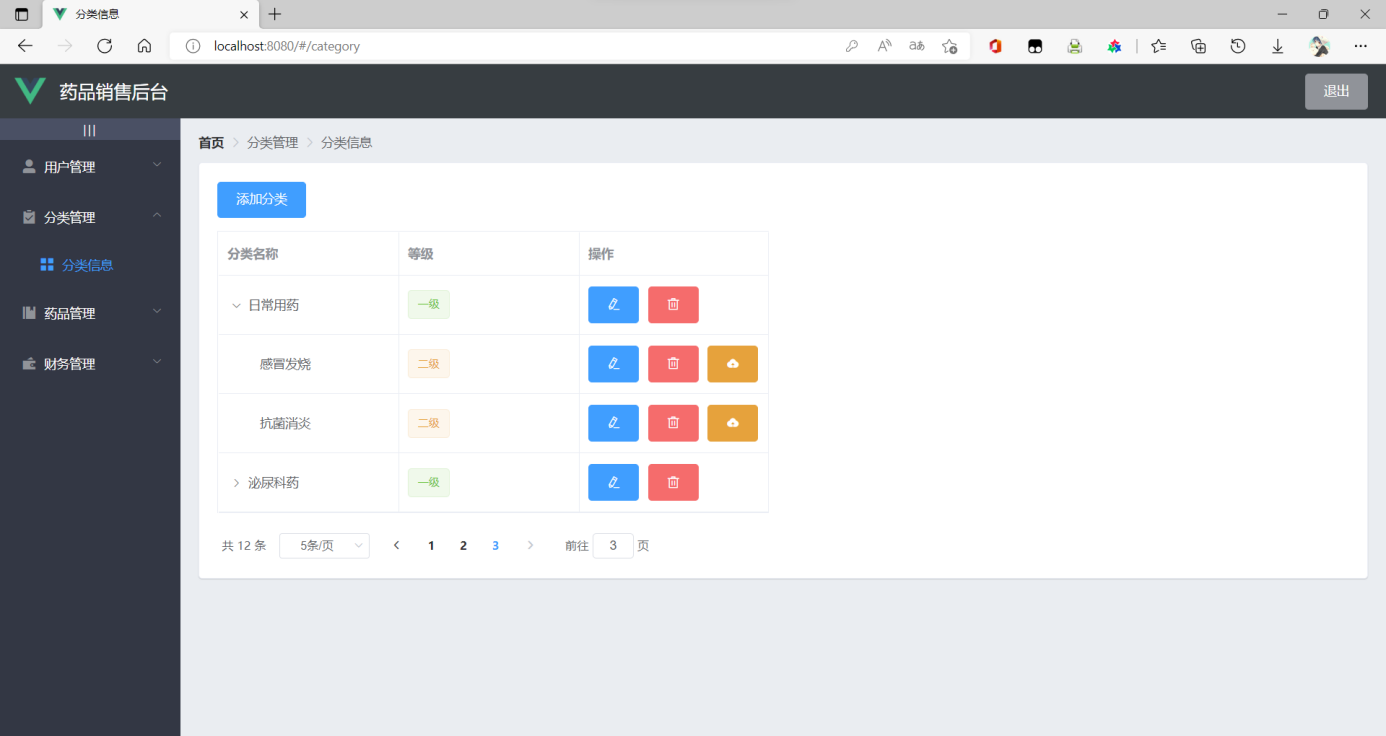 分类信息
localhost:8080/#/category
药品销售后台
退出
|||
用户管理
分类管理
分类信息
药品管理
财务管理
首页 > 分类管理 > 分类信息
添加分类
分类名称 等级 操作
日常用药 一级
感冒发烧 二级
抗菌消炎 二级
泌尿科药 一级
共 12 条 5条/页 < 1 2 3 > 前往 3 页